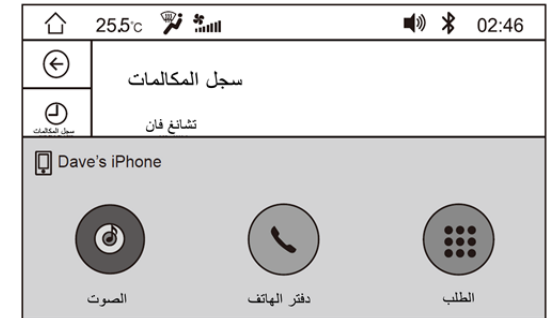 25.5°c 02:46
سجل المكالمات
سجل المكالمات
تشانغ فان
Dave's iPhone
الصوت
دفتر الهاتف
الطلب